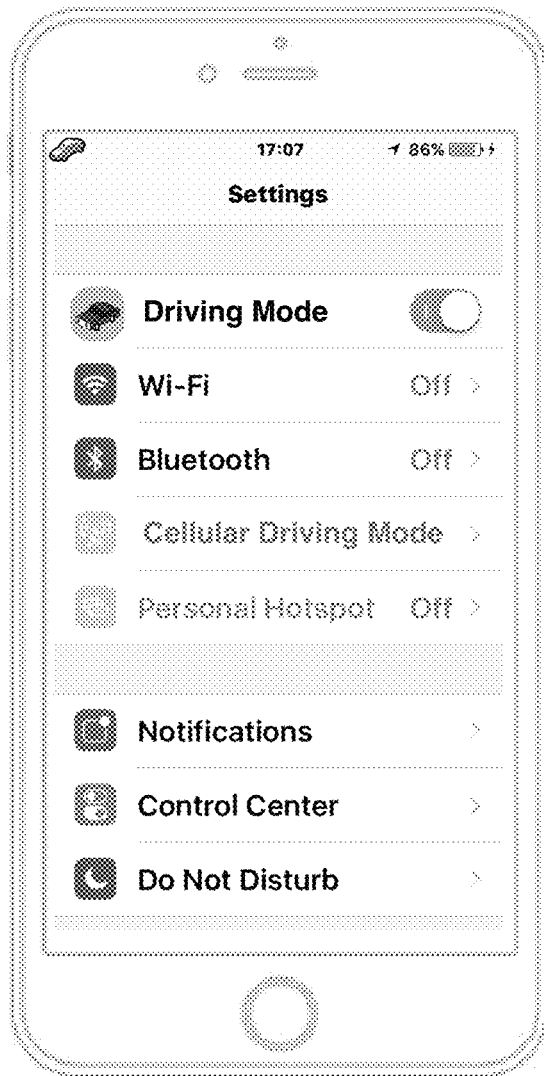 17:07 86%
Settings
Driving Mode
Wi-Fi Off
Bluetooth Off
Cellular Driving Mode
Personal Hotspot Off
Notifications
Control Center
Do Not Disturb